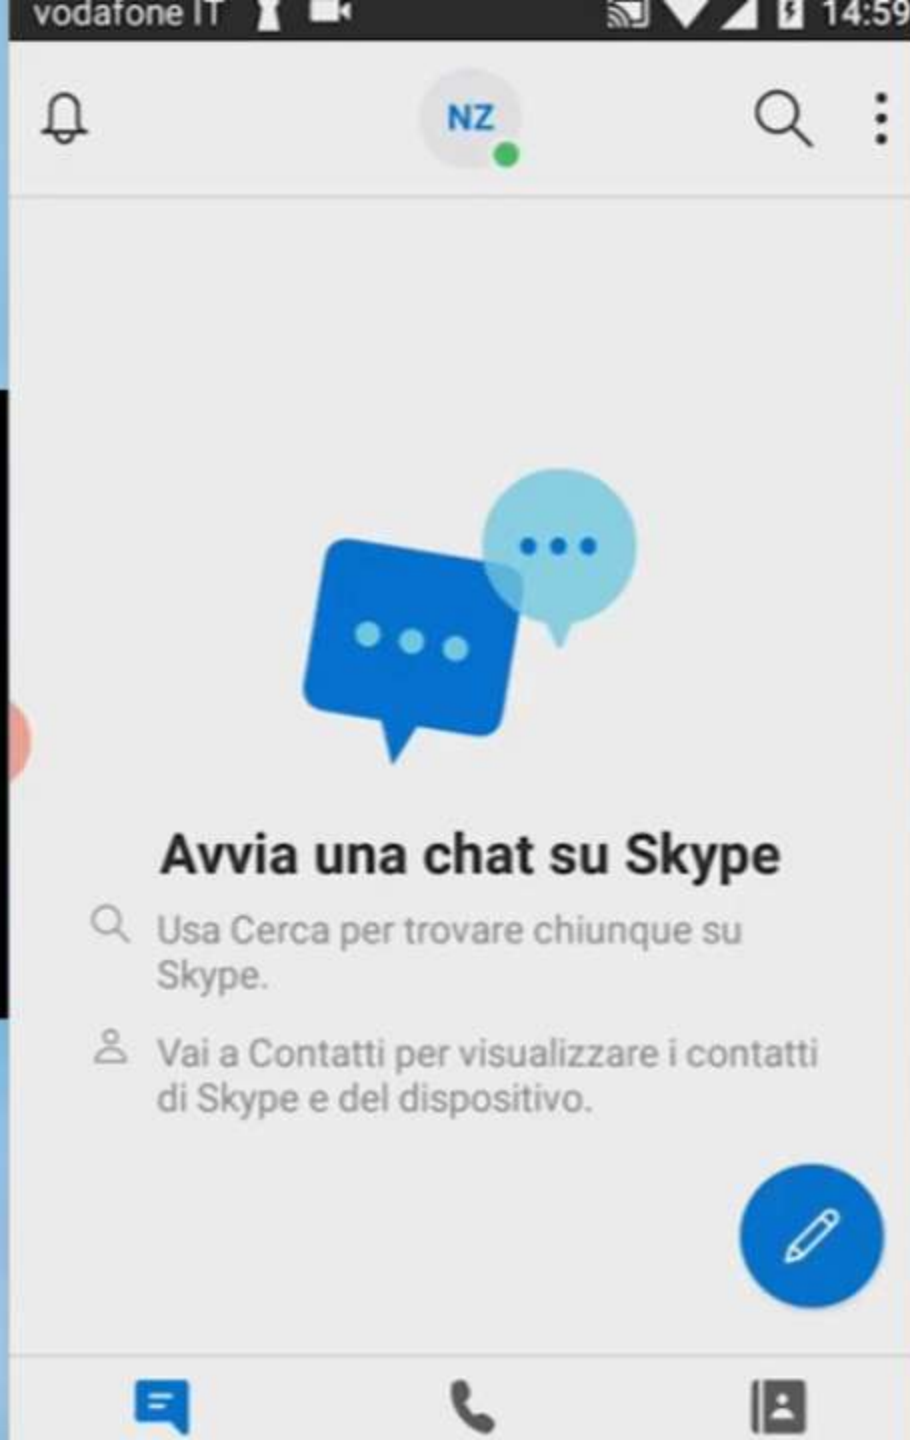 vodafone IT 14:59
NZ
Avvia una chat su Skype
Usa Cerca per trovare chiunque su
Skype.
Vai a Contatti per visualizzare i contatti
di Skype e del dispositivo.